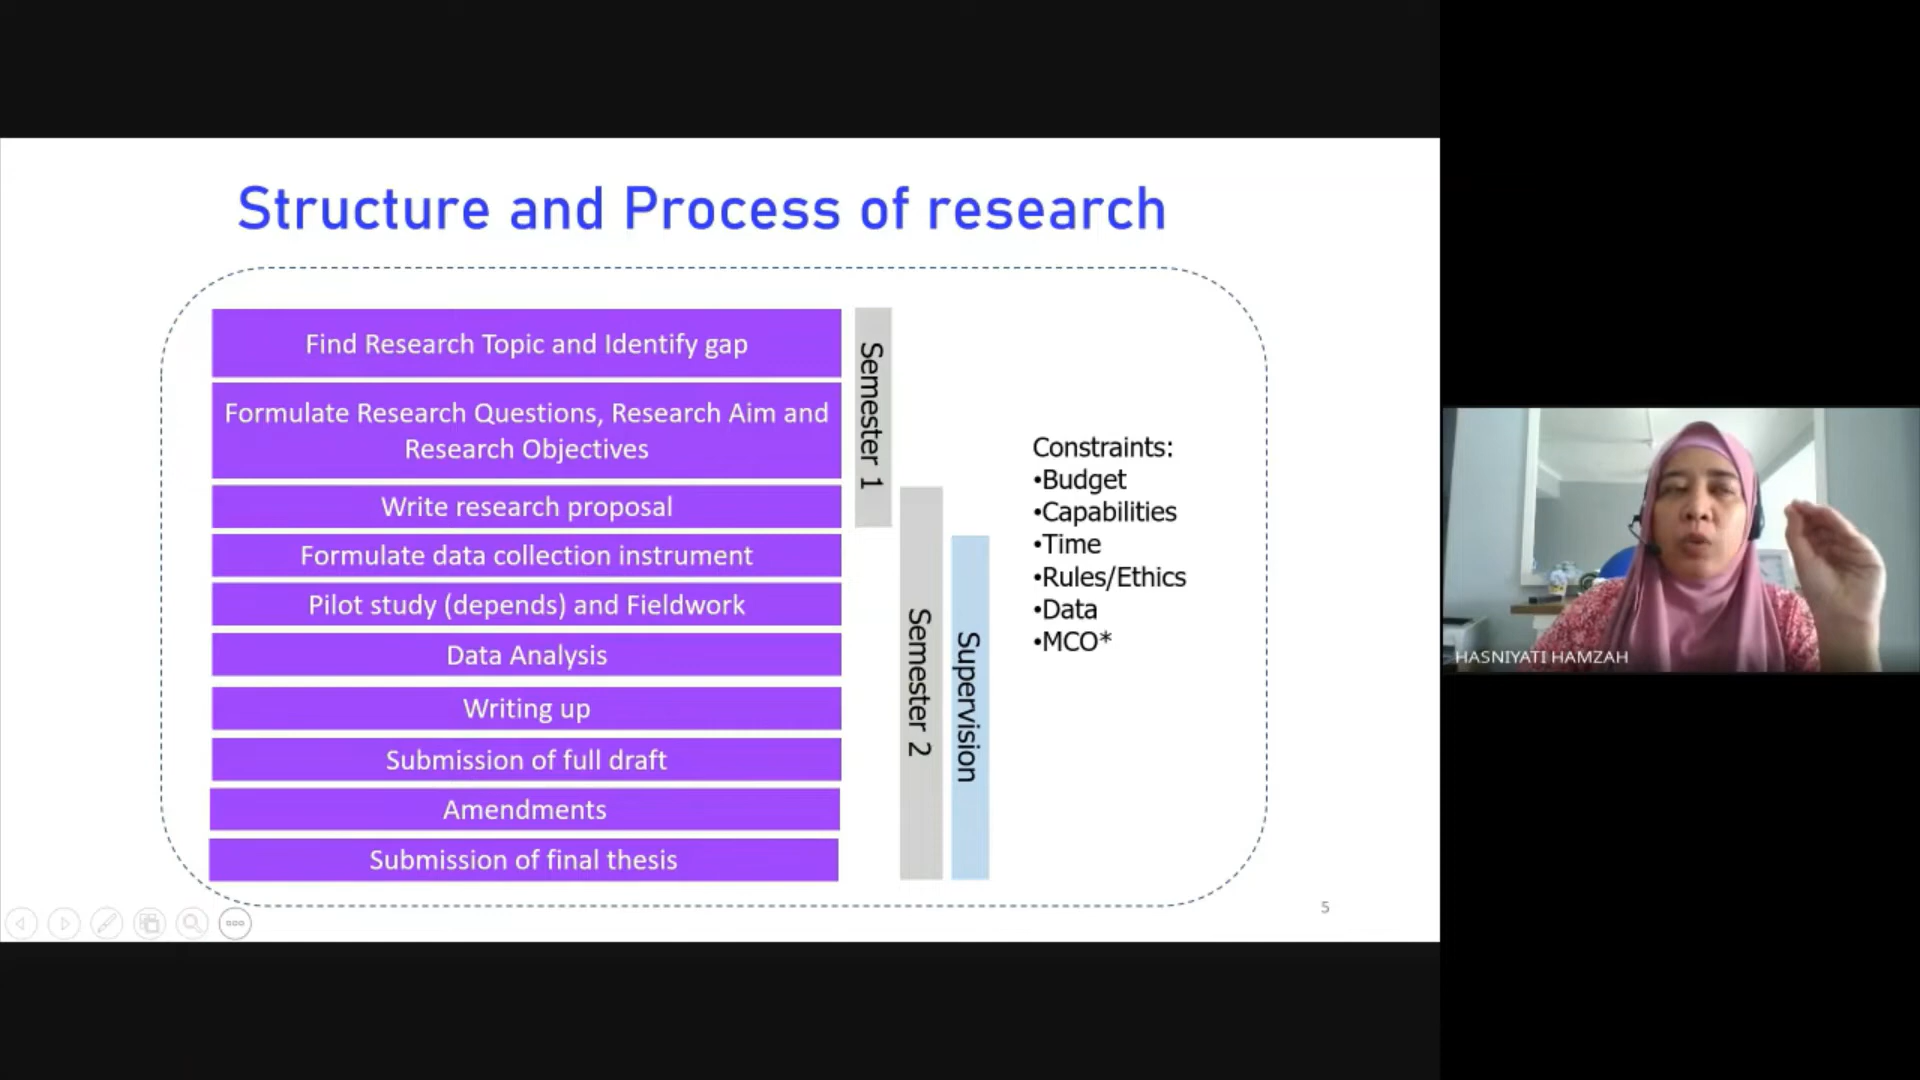 Structure and Process of research
Find Research Topic and Identify gap
Formulate Research Questions, Research Aim and
Research Objectives
Write research proposal
Formulate data collection instrument
Pilot study (depends) and Fieldwork
Data Analysis
Writing up
Submission of full draft
Amendments
Submission of final thesis
Semester 1
Semester 2
Supervision
Constraints:
•Budget
•Capabilities
•Time
•Rules/Ethics
•Data
•MCO*
5
HASNIYATI HAMZAH